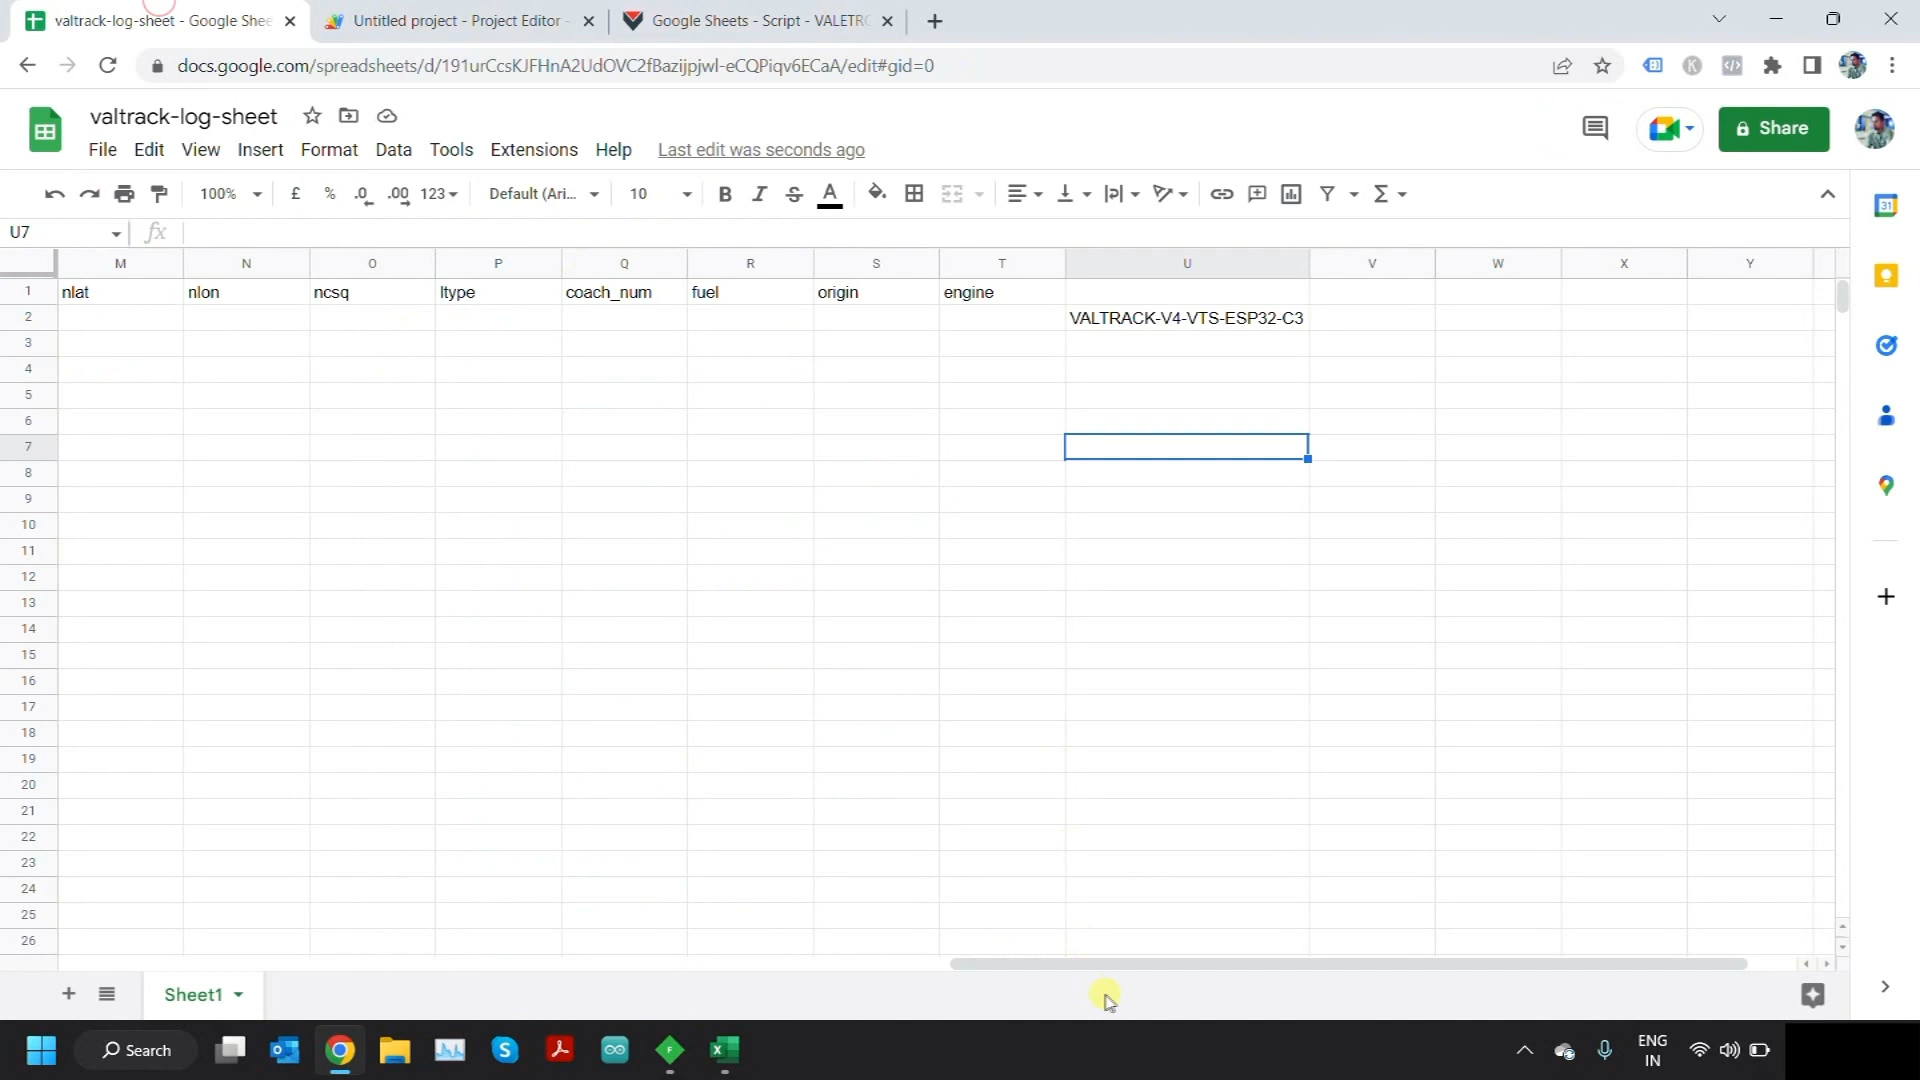 valtrack-log-sheet - Google Shee
Untitled project - Project Editor -
Google Sheets - Script - VALETRO
docs.google.com/spreadsheets/d/191urCcsKJFHnA2UdOVC2fBazijpjwl-eCQPiqv6ECaA/edit#gid=0
valtrack-log-sheet
Share
File Edit View Insert Format Data Tools Extensions Help Last edit was seconds ago
100% £ % .0 .00 123 Default (Ari... 10 B I S A Σ
U7 fx
M N O P Q R S T U V W X Y
1 nlat nlon ncsq ltype coach_num fuel origin engine
2 VALTRACK-V4-VTS-ESP32-C3
3
4
5
6
7
8
9
10
11
12
13
14
15
16
17
18
19
20
21
22
23
24
25
26
Sheet1
Search
ENG
IN